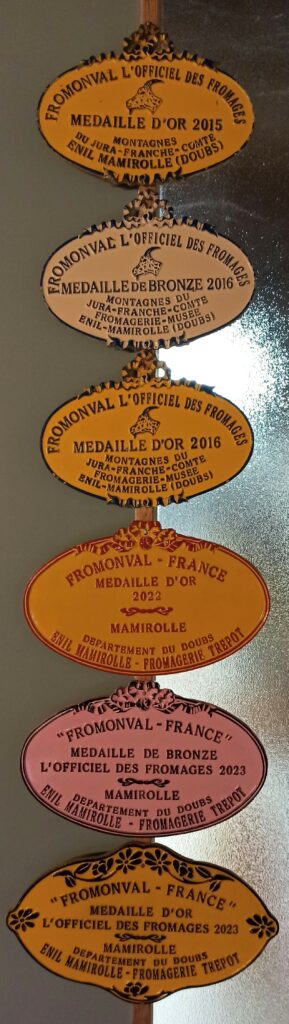 FROMONVAL L'OFFICIEL DES FROMAGES
MEDAILLE D'OR 2015
MONTAGNES
DU JURA-FRANCHE-COMTE
ENIL MAMIROLLE (DOUBS)
FROMONVAL L'OFFICIEL DES FROMAGES
MEDAILLE DE BRONZE 2016
MONTAGNES DU
JURA-FRANCHE-COMTE
FROMAGERIE-MUSEE
ENIL-MAMIROLLE (DOUBS)
FROMONVAL L'OFFICIEL DES FROMAGES
MEDAILLE D'OR 2016
MONTAGNES DU
JURA-FRANCHE-COMTE
FROMAGERIE-MUSEE
ENIL-MAMIROLLE (DOUBS)
FROMONVAL - FRANCE
MEDAILLE D'OR
2022
MAMIROLLE
DEPARTEMENT DU DOUBS
ENIL MAMIROLLE - FROMAGERIE TREPOT
"FROMONVAL - FRANCE"
MEDAILLE DE BRONZE
L'OFFICIEL DES FROMAGES 2023
MAMIROLLE
DEPARTEMENT DU DOUBS
ENIL MAMIROLLE - FROMAGERIE TREPOT
"FROMONVAL - FRANCE"
MEDAILLE D'OR
L'OFFICIEL DES FROMAGES 2023
MAMIROLLE
DEPARTEMENT DU DOUBS
ENIL MAMIROLLE - FROMAGERIE TREPOT